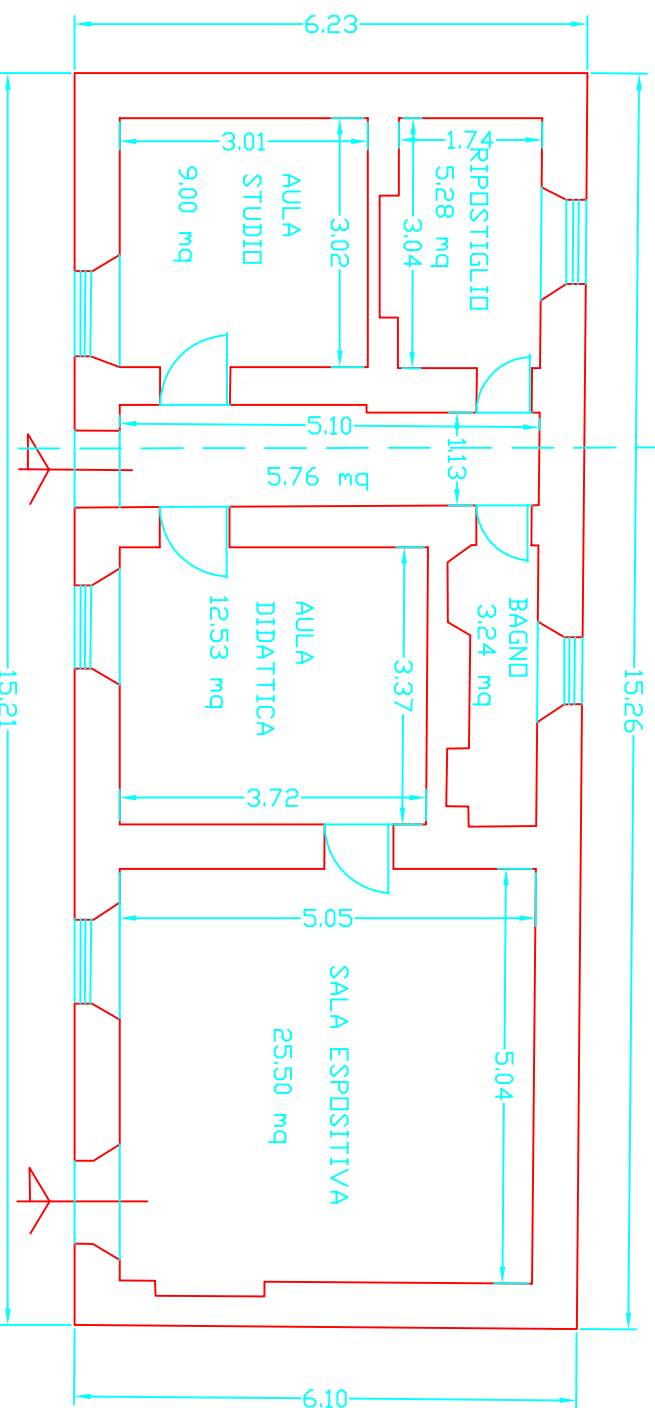 6.23
3.01
1.74
RIPOSTIGLIO
5.28 mq
3.04
AULA
STUDIO
9.00 mq
3.02
5.10
1.13
5.76 mq
BAGNO
3.24 mq
AULA
DIDATTICA
12.53 mq
3.37
3.72
15.26
15.21
5.05
SALA ESPOSITIVA
25.50 mq
5.04
6.10